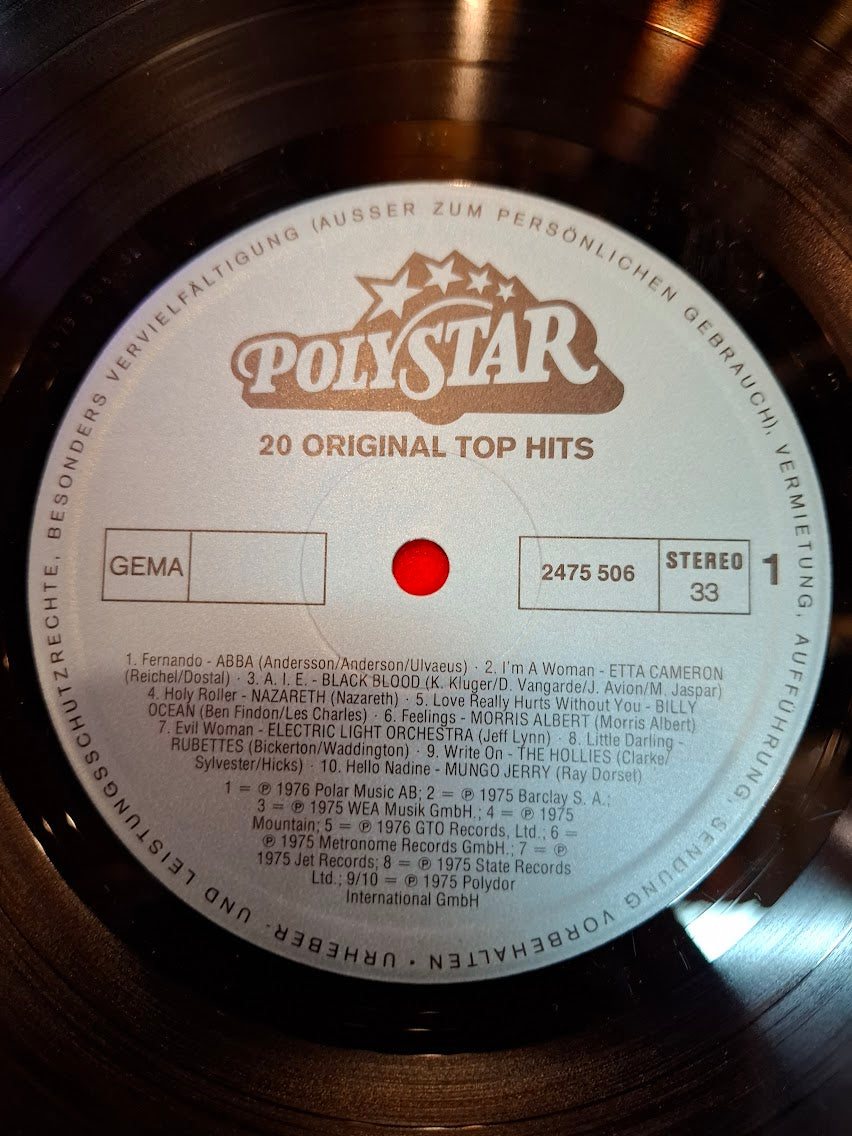 URHEBER- UND LEISTUNGSSCHUTZRECHTE, BESONDERS VERVIELFÄLTIGUNG (AUSSER ZUM PERSÖNLICHEN GEBRAUCH), VERMIETUNG, AUFFÜHRUNG, SENDUNG VORBEHALTEN •
POLYSTAR
20 ORIGINAL TOP HITS
GEMA
2475 506
STEREO
33
1
1. Fernando - ABBA (Andersson/Anderson/Ulvaeus) · 2. I'm A Woman - ETTA CAMERON
(Reichel/Dostal) · 3. A. I. E. - BLACK BLOOD (K. Kluger/D. Vangarde/J. Avion/M. Jaspar)
4. Holy Roller - NAZARETH (Nazareth) · 5. Love Really Hurts Without You - BILLY
OCEAN (Ben Findon/Les Charles) · 6. Feelings - MORRIS ALBERT (Morris Albert)
7. Evil Woman - ELECTRIC LIGHT ORCHESTRA (Jeff Lynn) · 8. Little Darling -
RUBETTES (Bickerton/Waddington) · 9. Write On - THE HOLLIES (Clarke/
Sylvester/Hicks) · 10. Hello Nadine - MUNGO JERRY (Ray Dorset)
1 = ℗ 1976 Polar Music AB; 2 = ℗ 1975 Barclay S. A.;
3 = ℗ 1975 WEA Musik GmbH.; 4 = ℗ 1975
Mountain; 5 = ℗ 1976 GTO Records, Ltd.; 6 =
℗ 1975 Metronome Records GmbH.; 7 = ℗
1975 Jet Records; 8 = ℗ 1975 State Records
Ltd.; 9/10 = ℗ 1975 Polydor
International GmbH